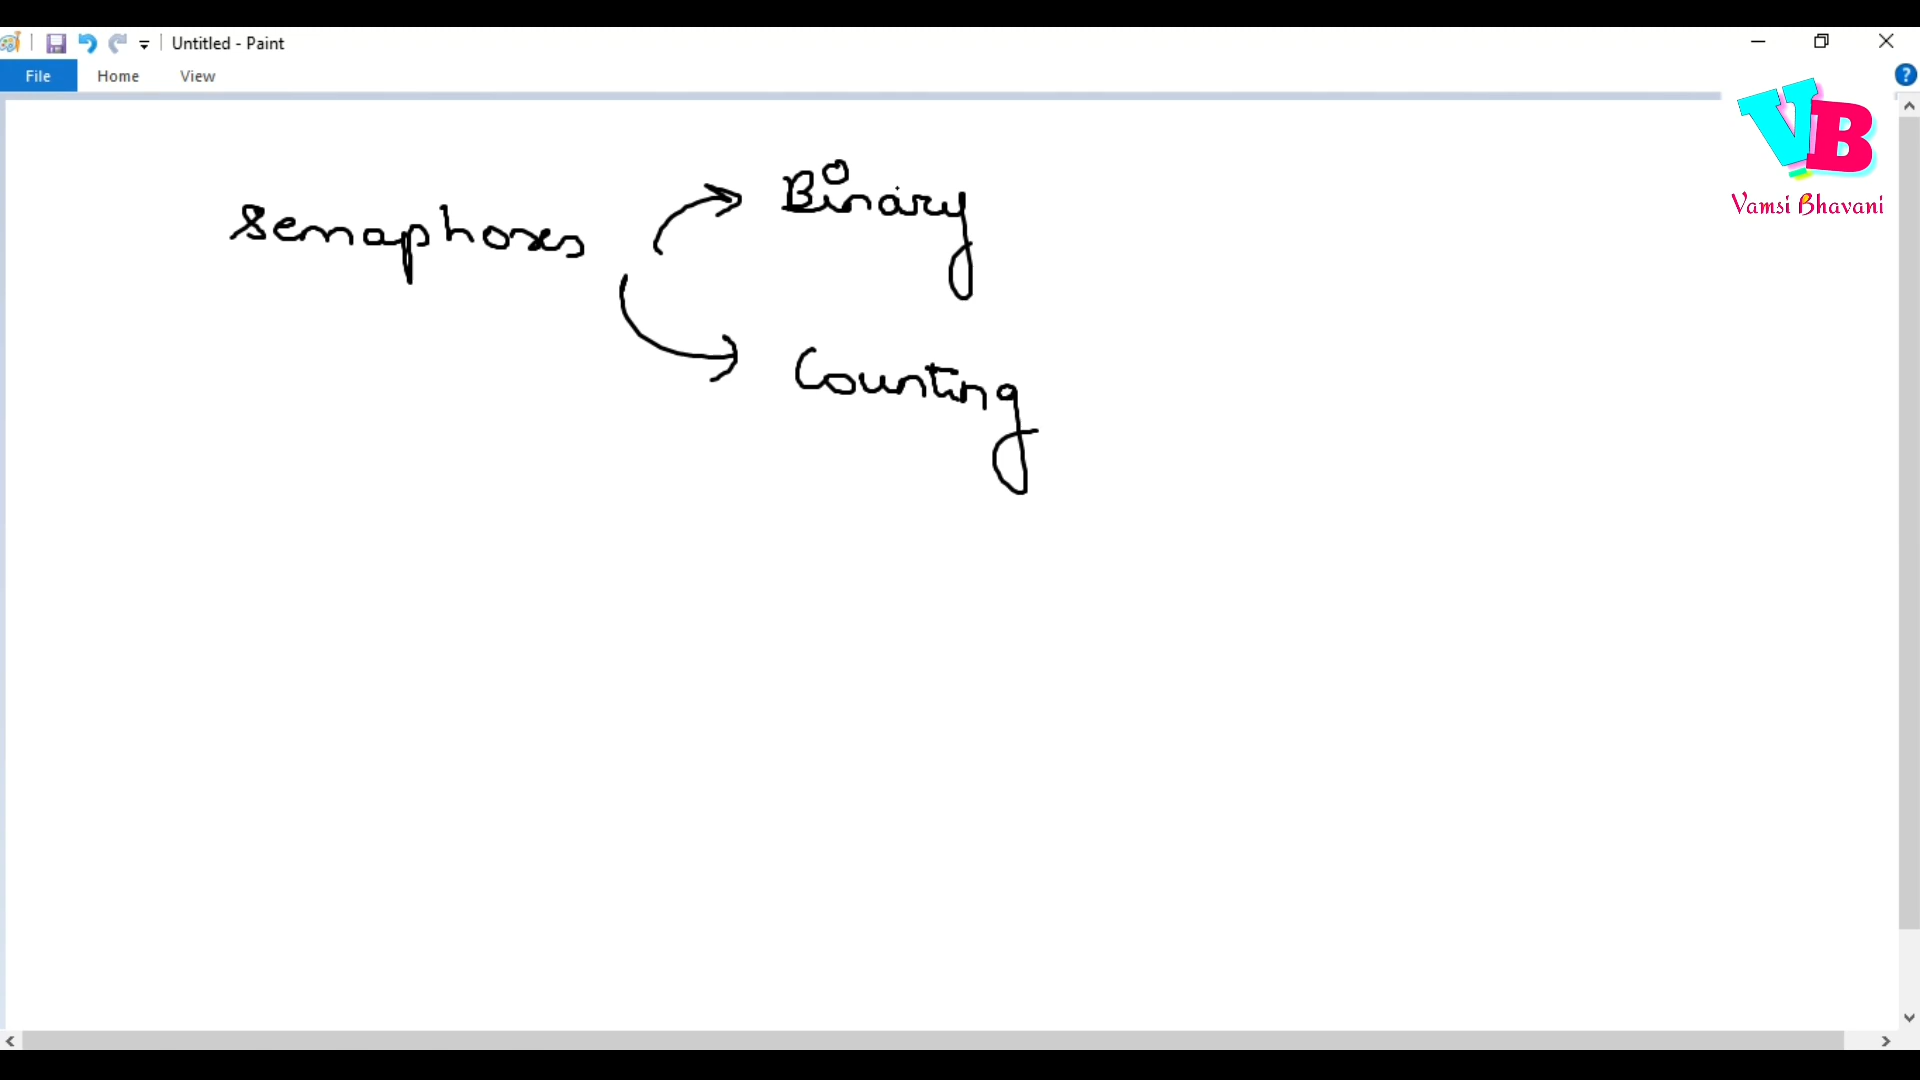 Untitled - Paint
File Home View
VB
Vamsi Bhavani
Semaphores
Binary
Counting